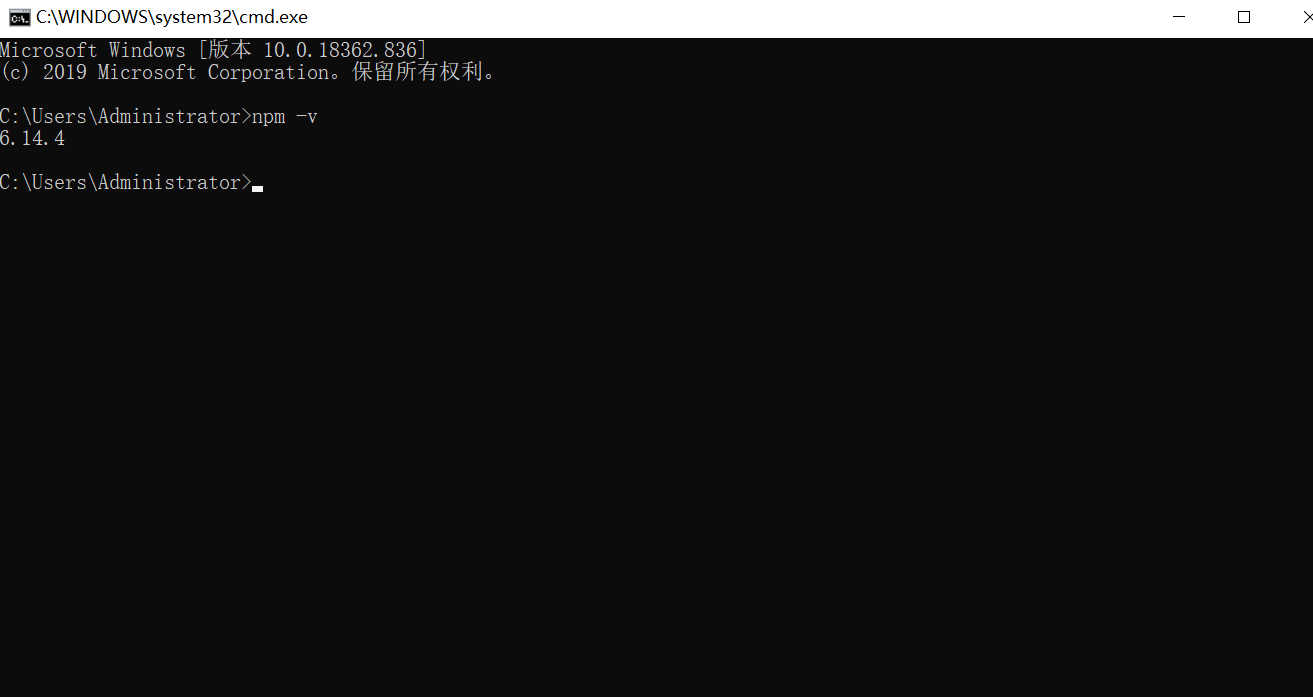 C:\WINDOWS\system32\cmd.exe
Microsoft Windows [版本 10.0.18362.836]
(c) 2019 Microsoft Corporation。保留所有权利。
C:\Users\Administrator>npm -v
6.14.4
C:\Users\Administrator>